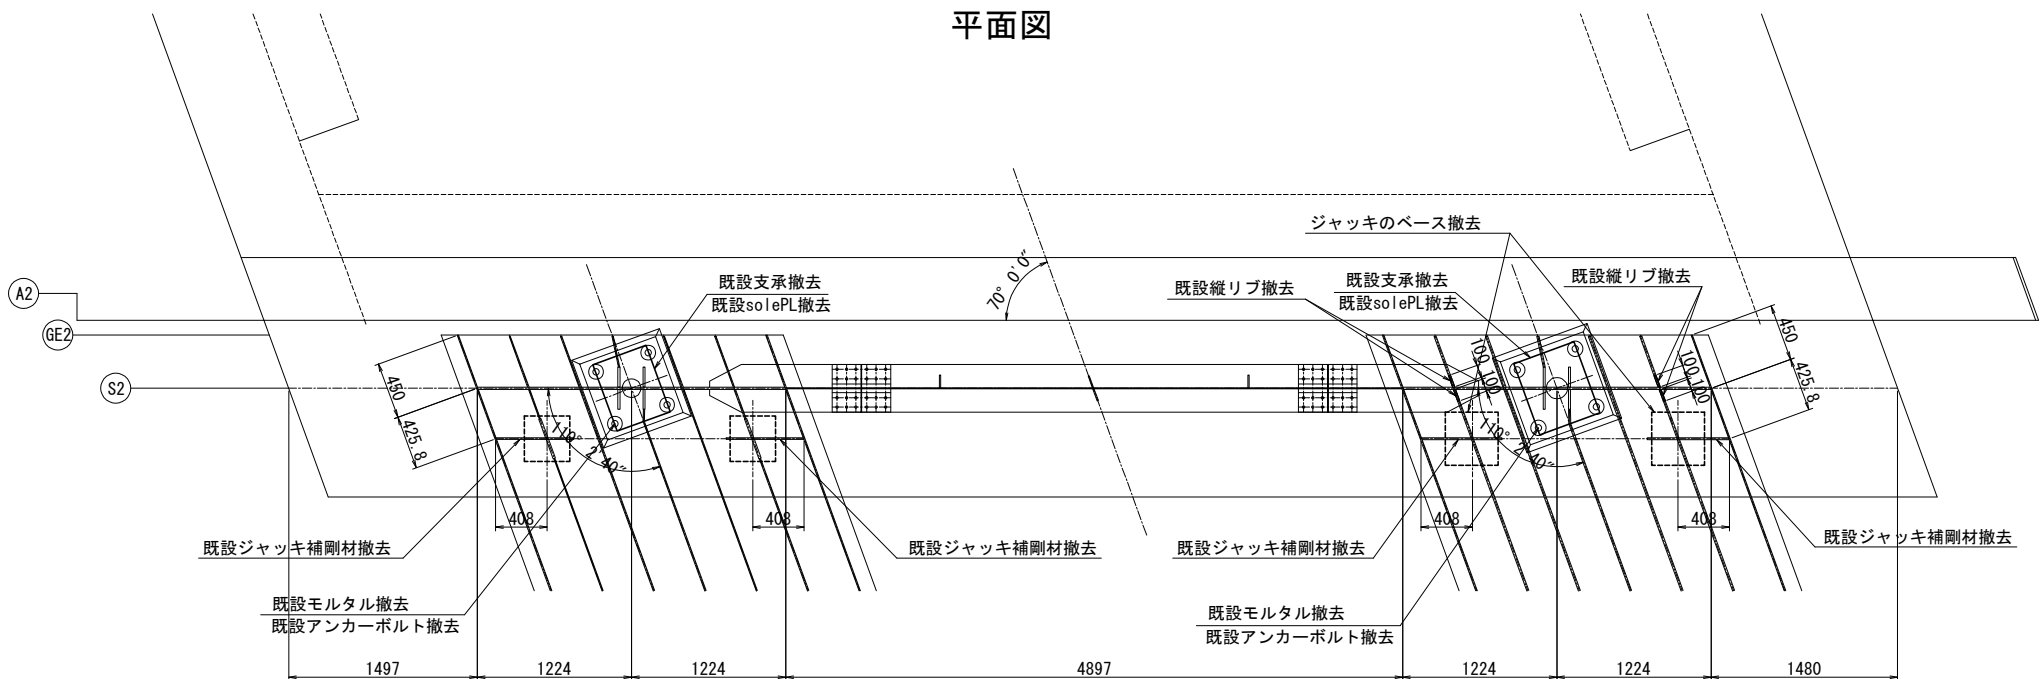 平面図
ジャッキのベース撤去
既設支承撤去
既設solePL撤去
既設縦リブ撤去
既設支承撤去
既設solePL撤去
既設縦リブ撤去
70° 0'0"
A2
GE2
S2
450
425.8
110° 2'40"
100
100
110° 2'40"
100
100
450
425.8
408
408
408
408
既設ジャッキ補剛材撤去
既設ジャッキ補剛材撤去
既設ジャッキ補剛材撤去
既設ジャッキ補剛材撤去
既設モルタル撤去
既設アンカーボルト撤去
既設モルタル撤去
既設アンカーボルト撤去
1497
1224
1224
4897
1224
1224
1480